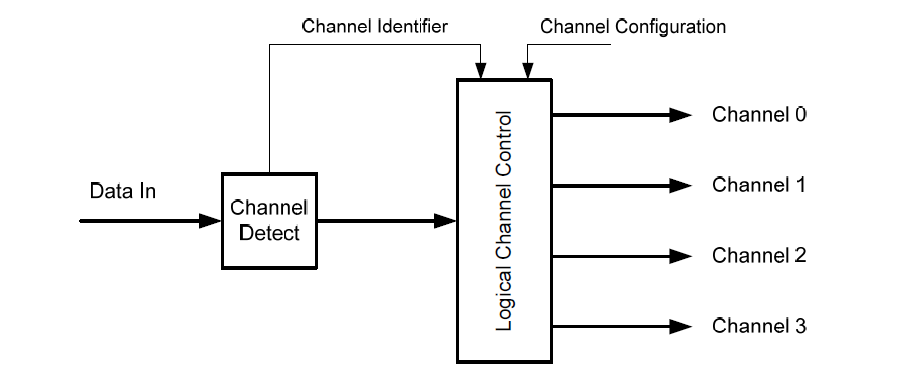 Channel Identifier
Channel Configuration
Data In
Channel
Detect
Logical Channel Control
Channel 0
Channel 1
Channel 2
Channel 3